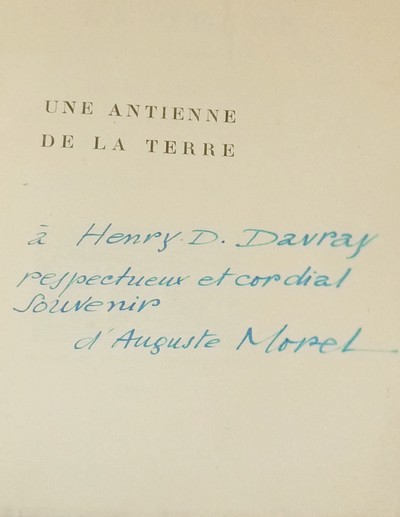 UNE ANTIENNE
DE LA TERRE
à Henry. D. Davray
respectueux et cordial
souvenir
d'Auguste Morel